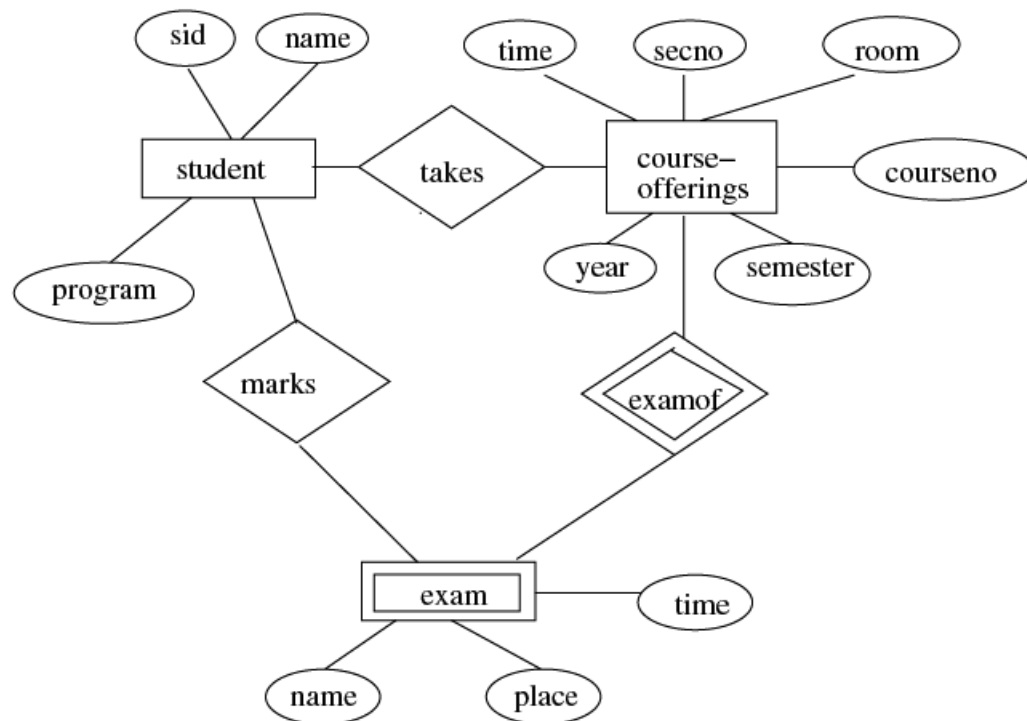 sid
name
time
secno
room
student
takes
course-
offerings
courseno
program
year
semester
marks
examof
exam
time
name
place